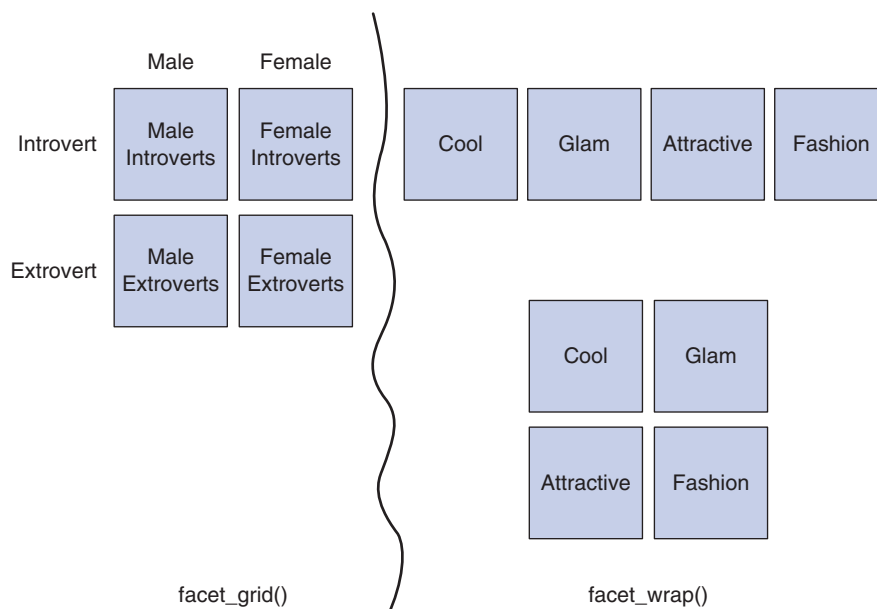 Male Female
Introvert
Male
Introverts
Female
Introverts
Extrovert
Male
Extroverts
Female
Extroverts
facet_grid()
Cool Glam Attractive Fashion
Cool Glam
Attractive Fashion
facet_wrap()